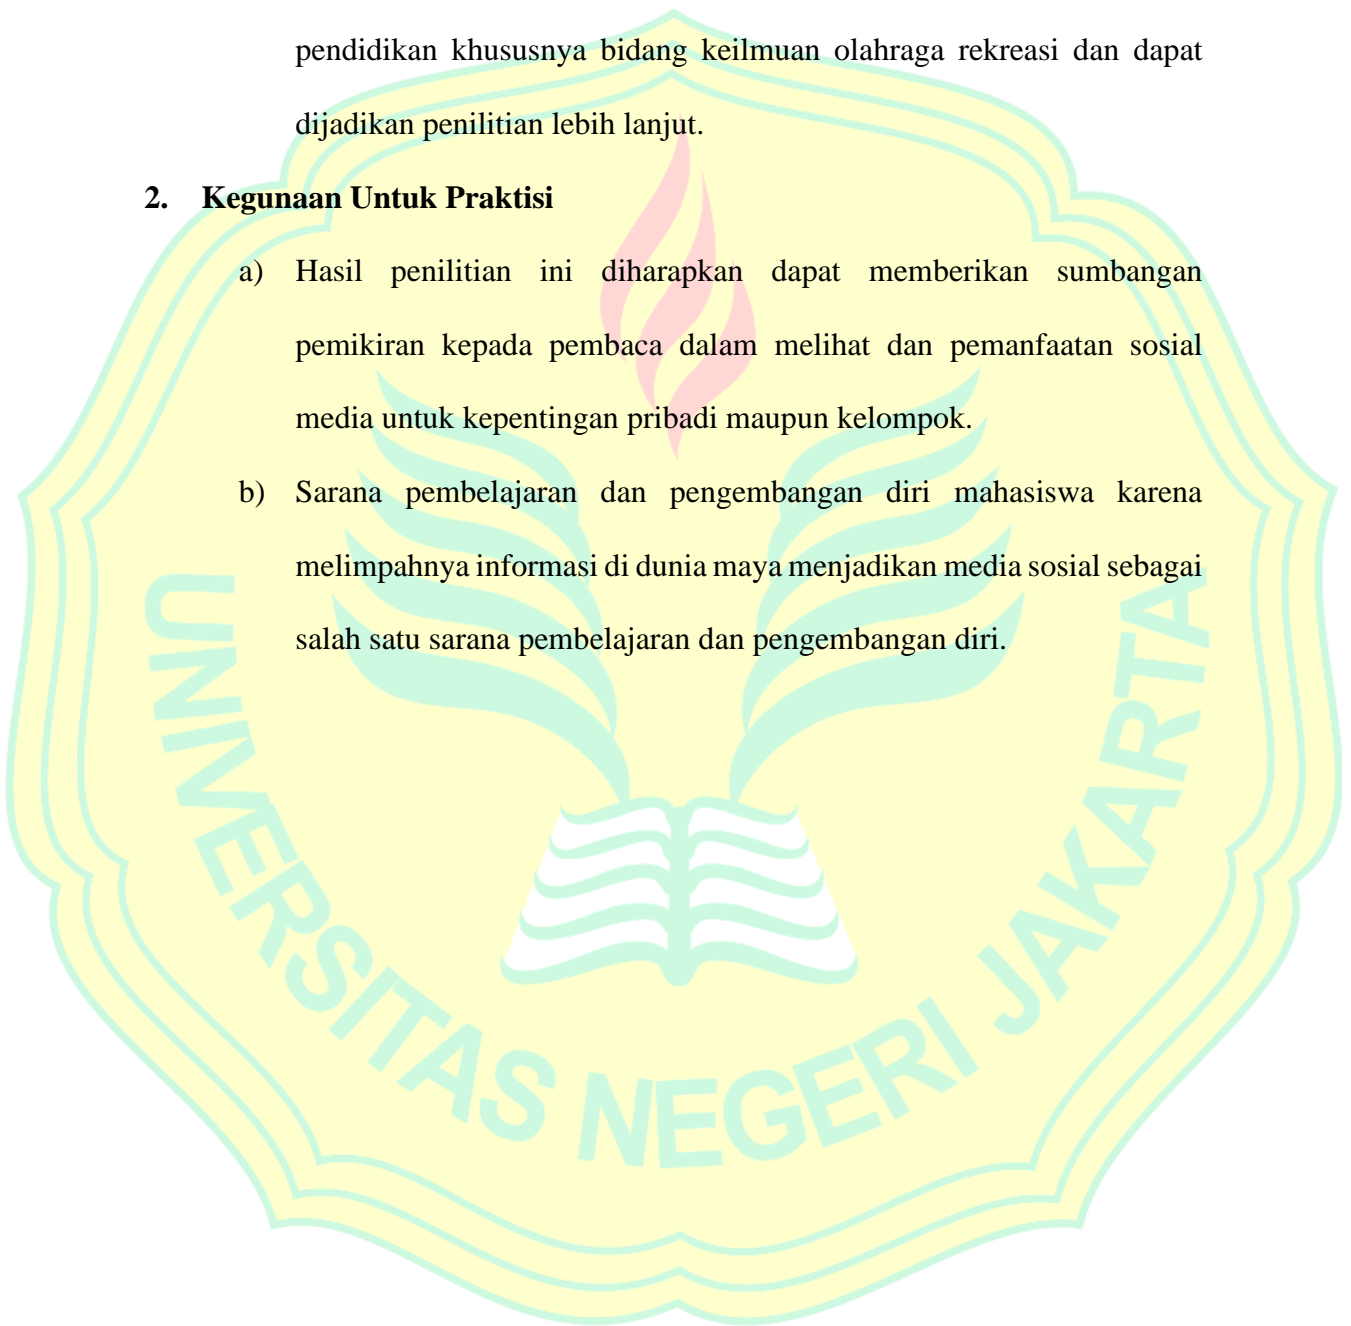 pendidikan khususnya bidang keilmuan olahraga rekreasi dan dapat
dijadikan penilitian lebih lanjut.
2. Kegunaan Untuk Praktisi
a) Hasil penilitian ini diharapkan dapat memberikan sumbangan
pemikiran kepada pembaca dalam melihat dan pemanfaatan sosial
media untuk kepentingan pribadi maupun kelompok.
b) Sarana pembelajaran dan pengembangan diri mahasiswa karena
melimpahnya informasi di dunia maya menjadikan media sosial sebagai
salah satu sarana pembelajaran dan pengembangan diri.
UNIVERSITAS NEGERI JAKARTA